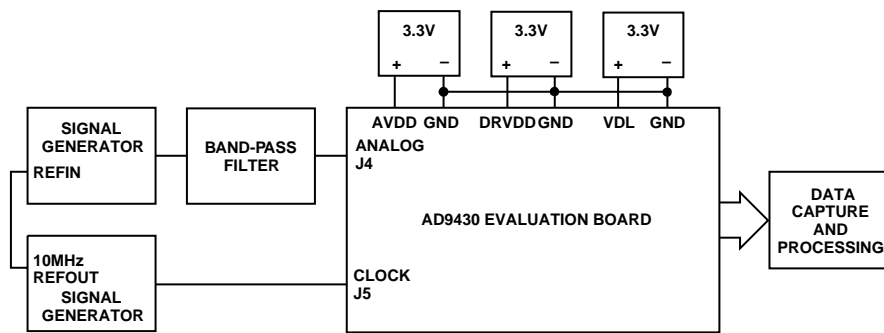 3.3V
+ –
3.3V
+ –
3.3V
+ –
AVDD GND DRVDD GND VDL GND
SIGNAL
GENERATOR
REFIN
BAND-PASS
FILTER
ANALOG
J4
AD9430 EVALUATION BOARD
DATA
CAPTURE
AND
PROCESSING
10MHz
REFOUT
SIGNAL
GENERATOR
CLOCK
J5